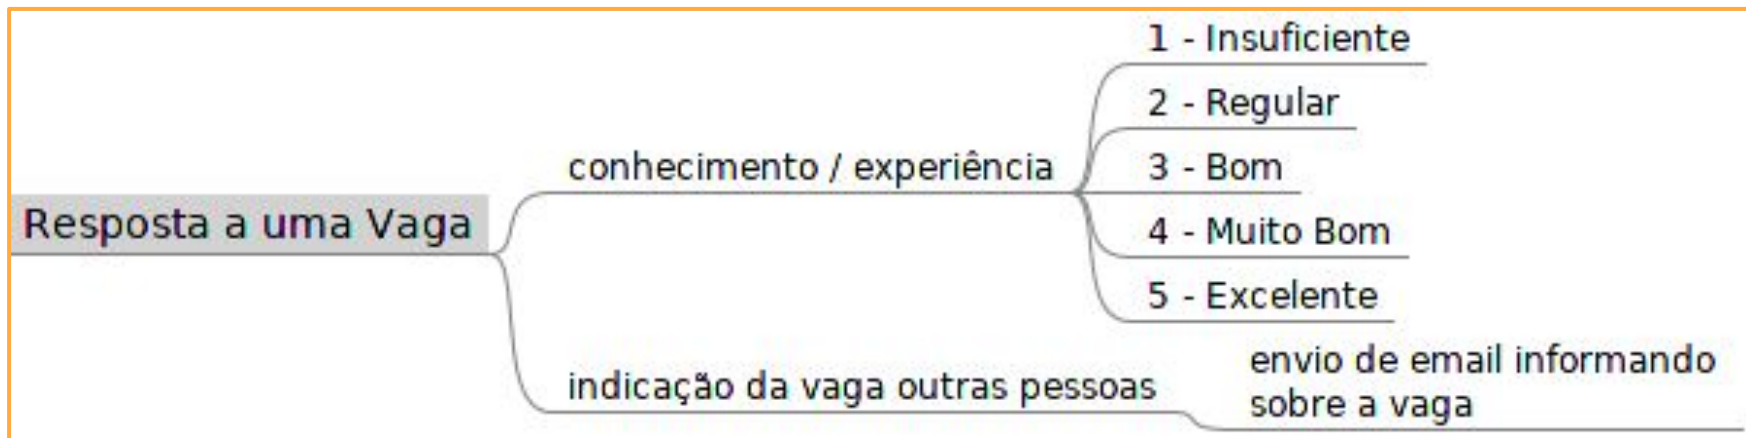 Resposta a uma Vaga
conhecimento / experiência
1 - Insuficiente
2 - Regular
3 - Bom
4 - Muito Bom
5 - Excelente
indicação da vaga outras pessoas
envio de email informando
sobre a vaga